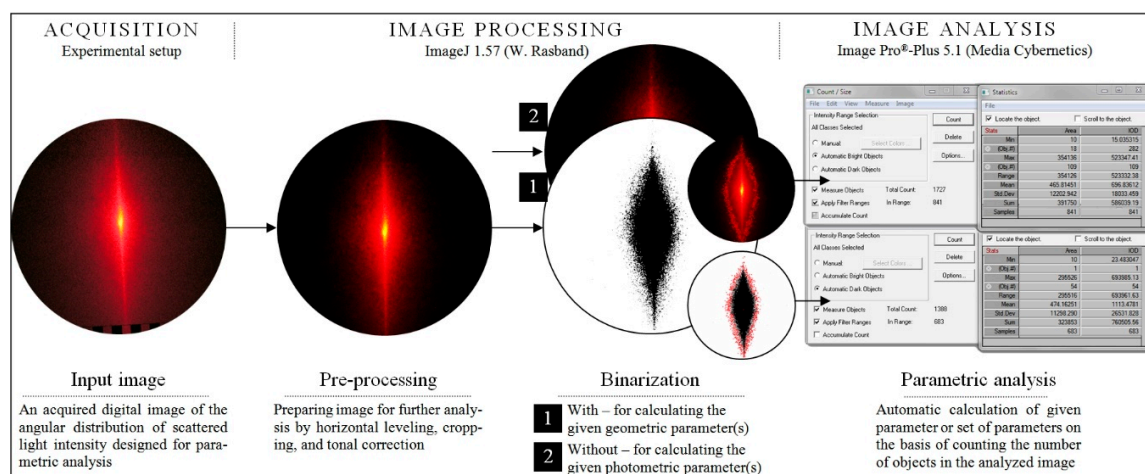 ACQUISITION
Experimental setup
IMAGE PROCESSING
ImageJ 1.57 (W. Rasband)
IMAGE ANALYSIS
Image Pro®-Plus 5.1 (Media Cybernetics)
2
1
Count / Size
File Edit View Measure Image
Intensity Range Selection
All Classes Selected
Manual
Select Colors...
Automatic Bright Objects
Automatic Dark Objects
Count
Delete
Options...
Measure Objects Total Count: 1727
Apply Filter Ranges In Range: 841
Accumulate Count
Statistics
File
Locate the object. Scroll to the object.
Stats Area IOD
Min 10 15.035315
(Obj.#) 18 282
Max 354136 523347.41
(Obj.#) 109 109
Range 354126 523332.38
Mean 465.81451 696.83612
Std.Dev 12202.942 18033.459
Sum 391750 586039.19
Samples 841 841
Intensity Range Selection
All Classes Selected
Manual
Select Colors...
Automatic Bright Objects
Automatic Dark Objects
Count
Delete
Options...
Measure Objects Total Count: 1388
Apply Filter Ranges In Range: 683
Accumulate Count
Locate the object. Scroll to the object.
Stats Area IOD
Min 10 23.483047
(Obj.#) 1 1
Max 295526 693985.13
(Obj.#) 54 54
Range 295516 693961.63
Mean 474.16251 1113.4781
Std.Dev 11298.290 26531.828
Sum 323853 760505.56
Samples 683 683
Input image
An acquired digital image of the
angular distribution of scattered
light intensity designed for para-
metric analysis
Pre-processing
Preparing image for further analy-
sis by horizontal leveling, cropp-
ing, and tonal correction
Binarization
1 With – for calculating the
given geometric parameter(s)
2 Without – for calculating the
given photometric parameter(s)
Parametric analysis
Automatic calculation of given
parameter or set of parameters on
the basis of counting the number
of objects in the analyzed image